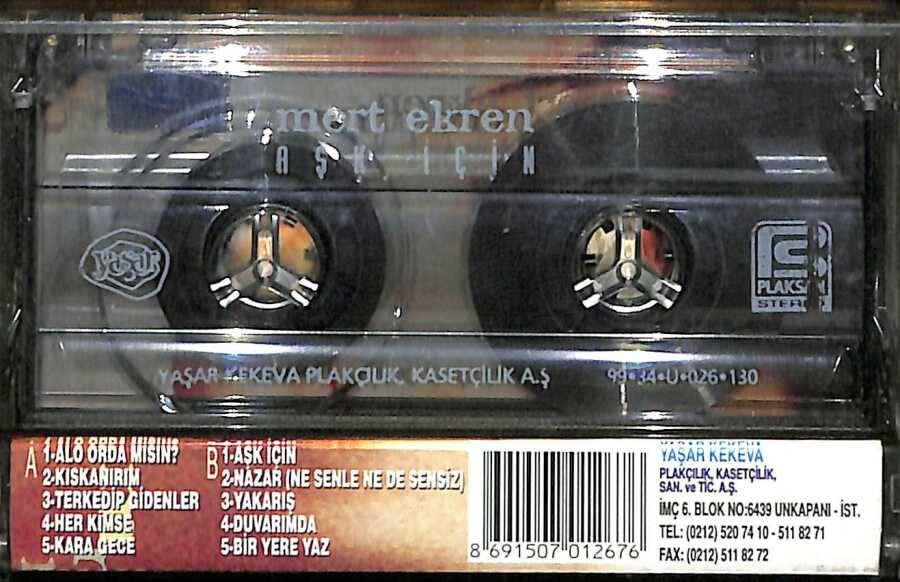 mert ekren
AŞK İÇİN
yaşar
PLAKSAN
STEREO
YAŞAR KEKEVA PLAKÇILIK, KASETÇİLİK A.Ş
99•34•U•026•130
A
1-ALO ORDA MISIN?
2-KISKANIRIM
3-TERKEDİP GİDENLER
4-HER KİMSE
5-KARA GECE
B
1-AŞK İÇİN
2-NAZAR (NE SENLE NE DE SENSİZ)
3-YAKARIŞ
4-DUVARIMDA
5-BİR YERE YAZ
8 691507 012676
YAŞAR KEKEVA
YAŞAR KEKEVA
PLAKÇILIK, KASETÇİLİK,
SAN. ve TİC. A.Ş.
İMÇ 6. BLOK NO:6439 UNKAPANI - İST.
TEL: (0212) 520 74 10 - 511 82 71
FAX: (0212) 511 82 72